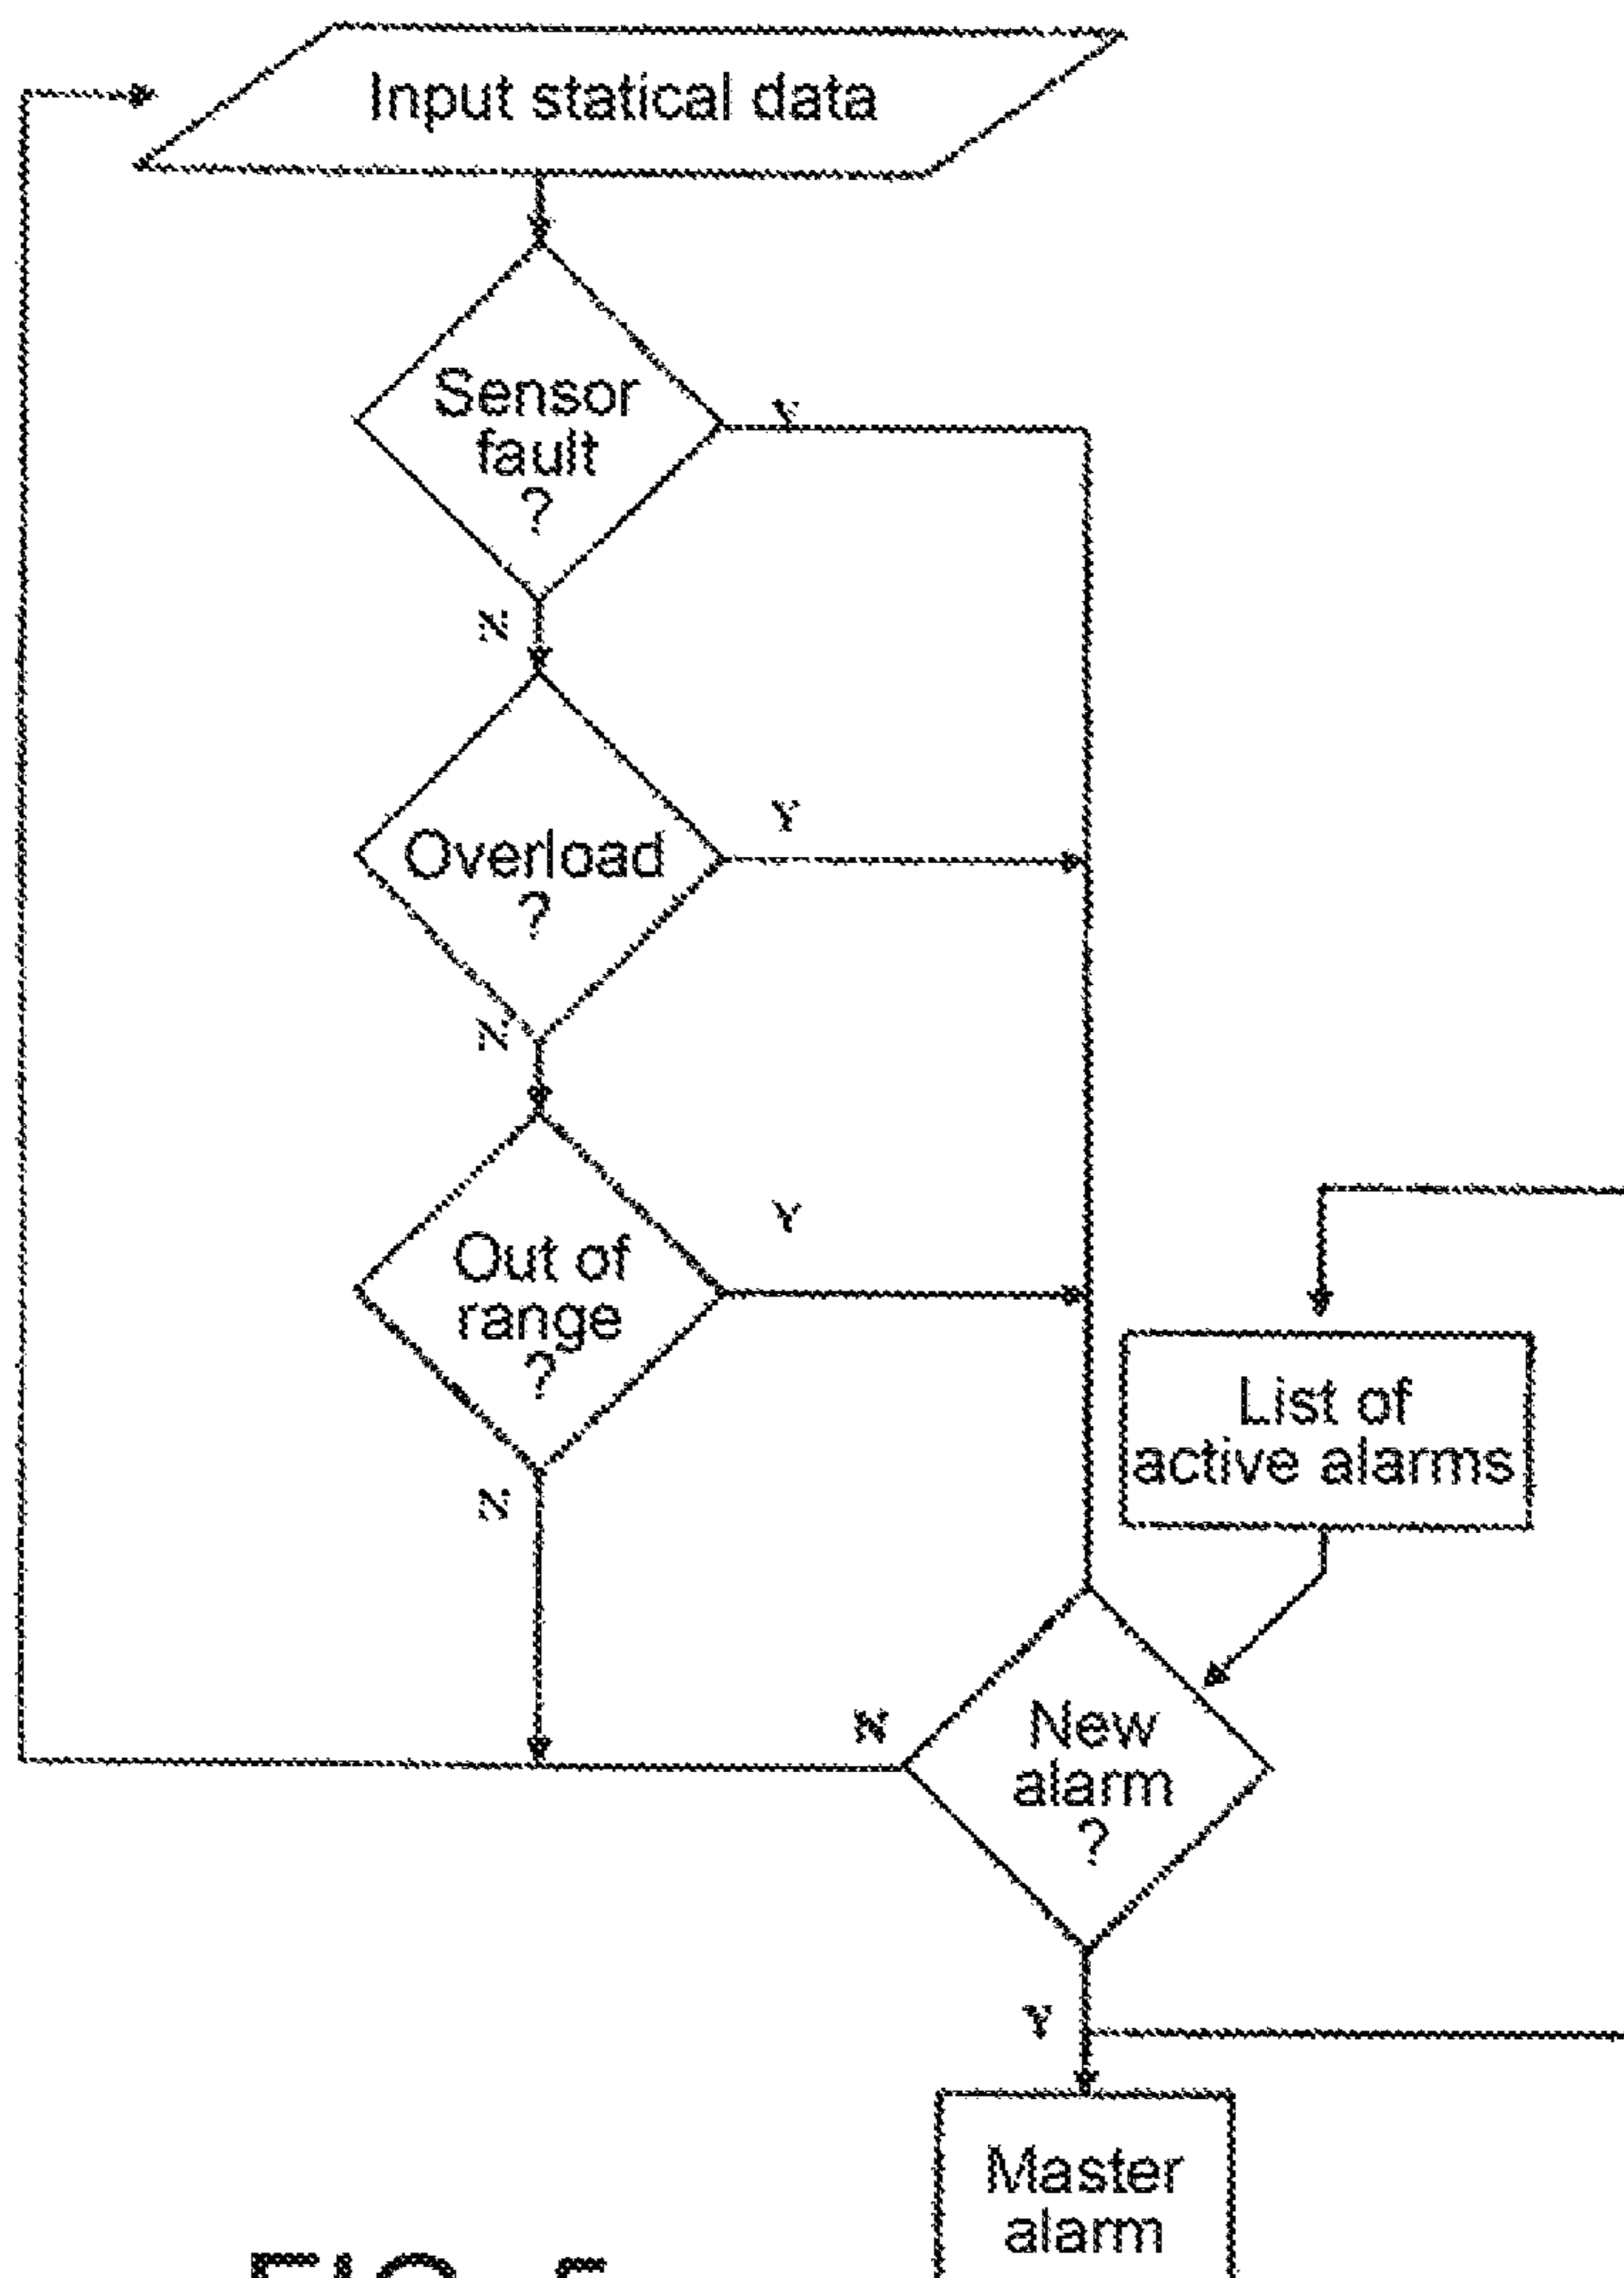 Input statical data
Sensor
fault
?
Y
N
Overload
?
Y
N
Out of
range
?
Y
N
List of
active alarms
New
alarm
?
N
Y
Master
alarm